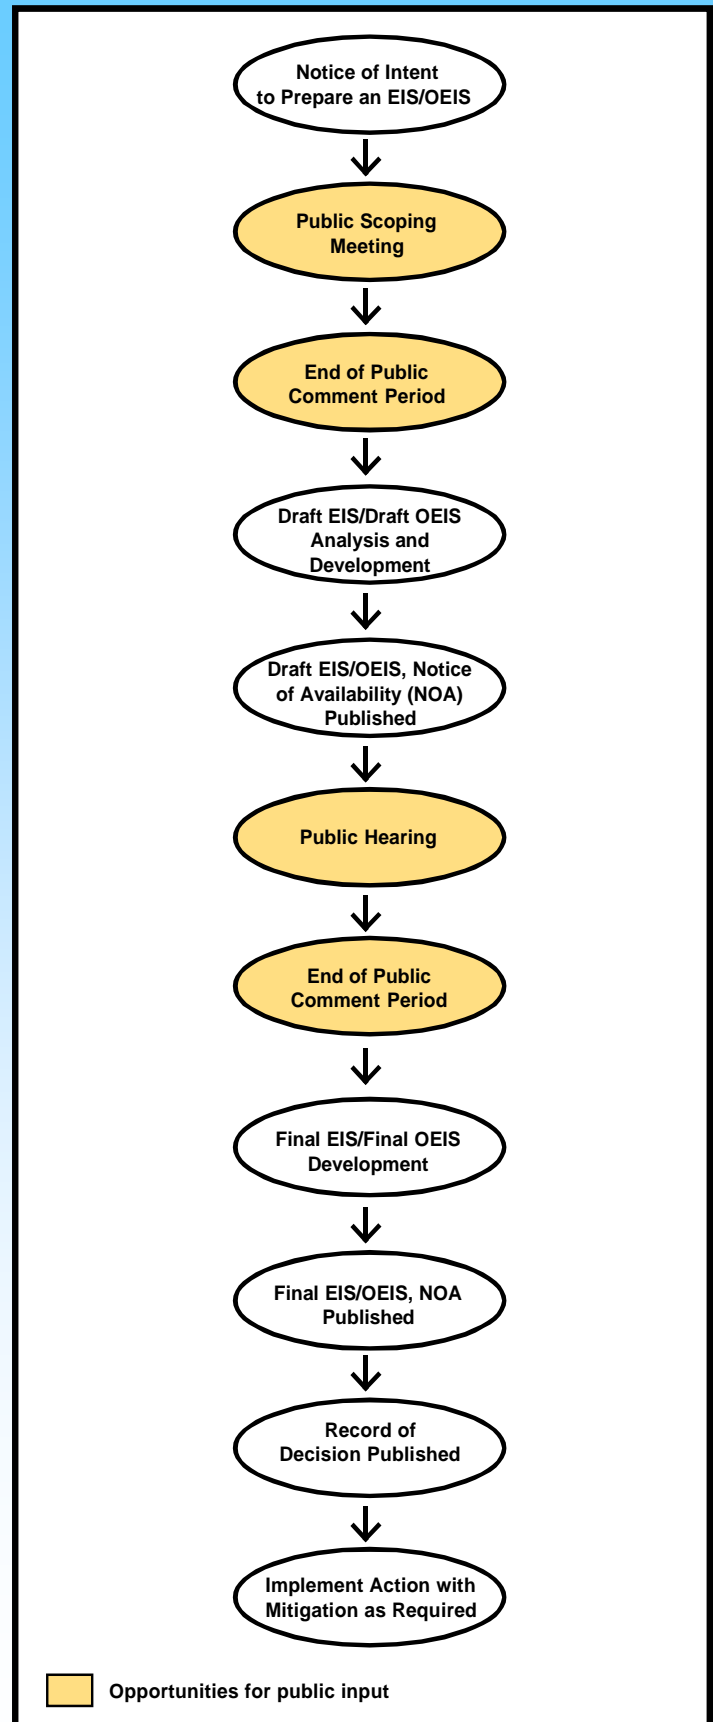 Notice of Intent
to Prepare an EIS/OEIS
Public Scoping
Meeting
End of Public
Comment Period
Draft EIS/Draft OEIS
Analysis and
Development
Draft EIS/OEIS, Notice
of Availability (NOA)
Published
Public Hearing
End of Public
Comment Period
Final EIS/Final OEIS
Development
Final EIS/OEIS, NOA
Published
Record of
Decision Published
Implement Action with
Mitigation as Required
Opportunities for public input